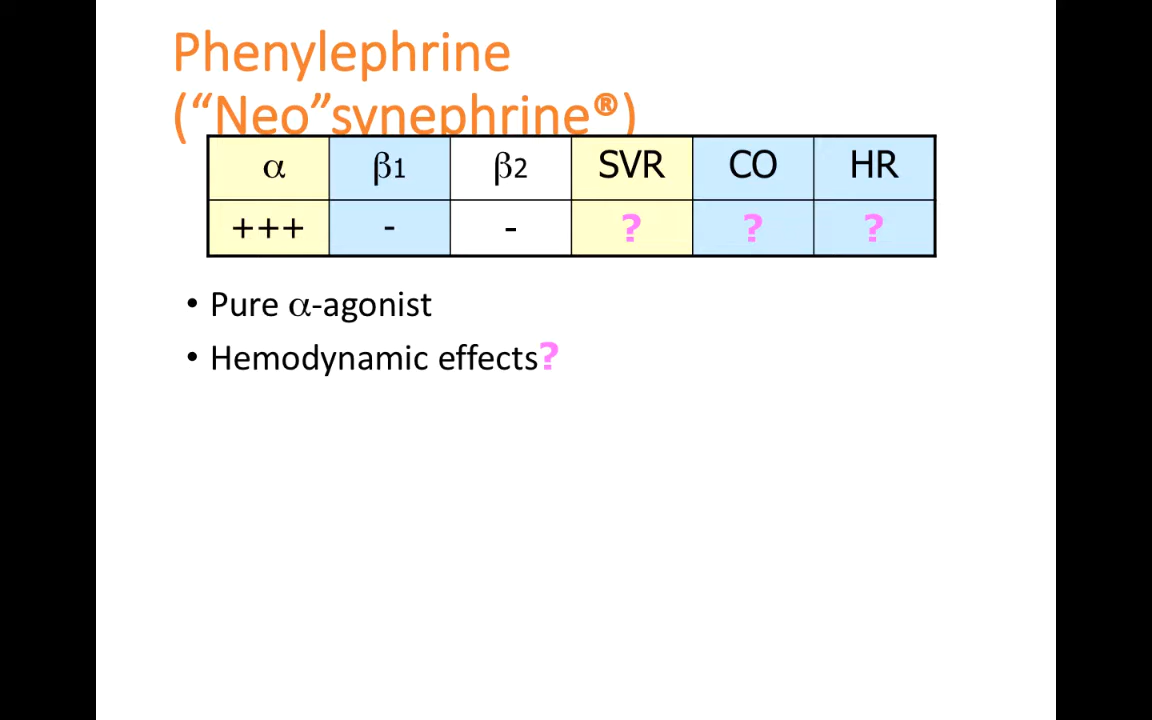 Phenylephrine
(“Neo”synephrine®)
α β1 β2 SVR CO HR
+++ - - ? ? ?
• Pure α-agonist
• Hemodynamic effects?